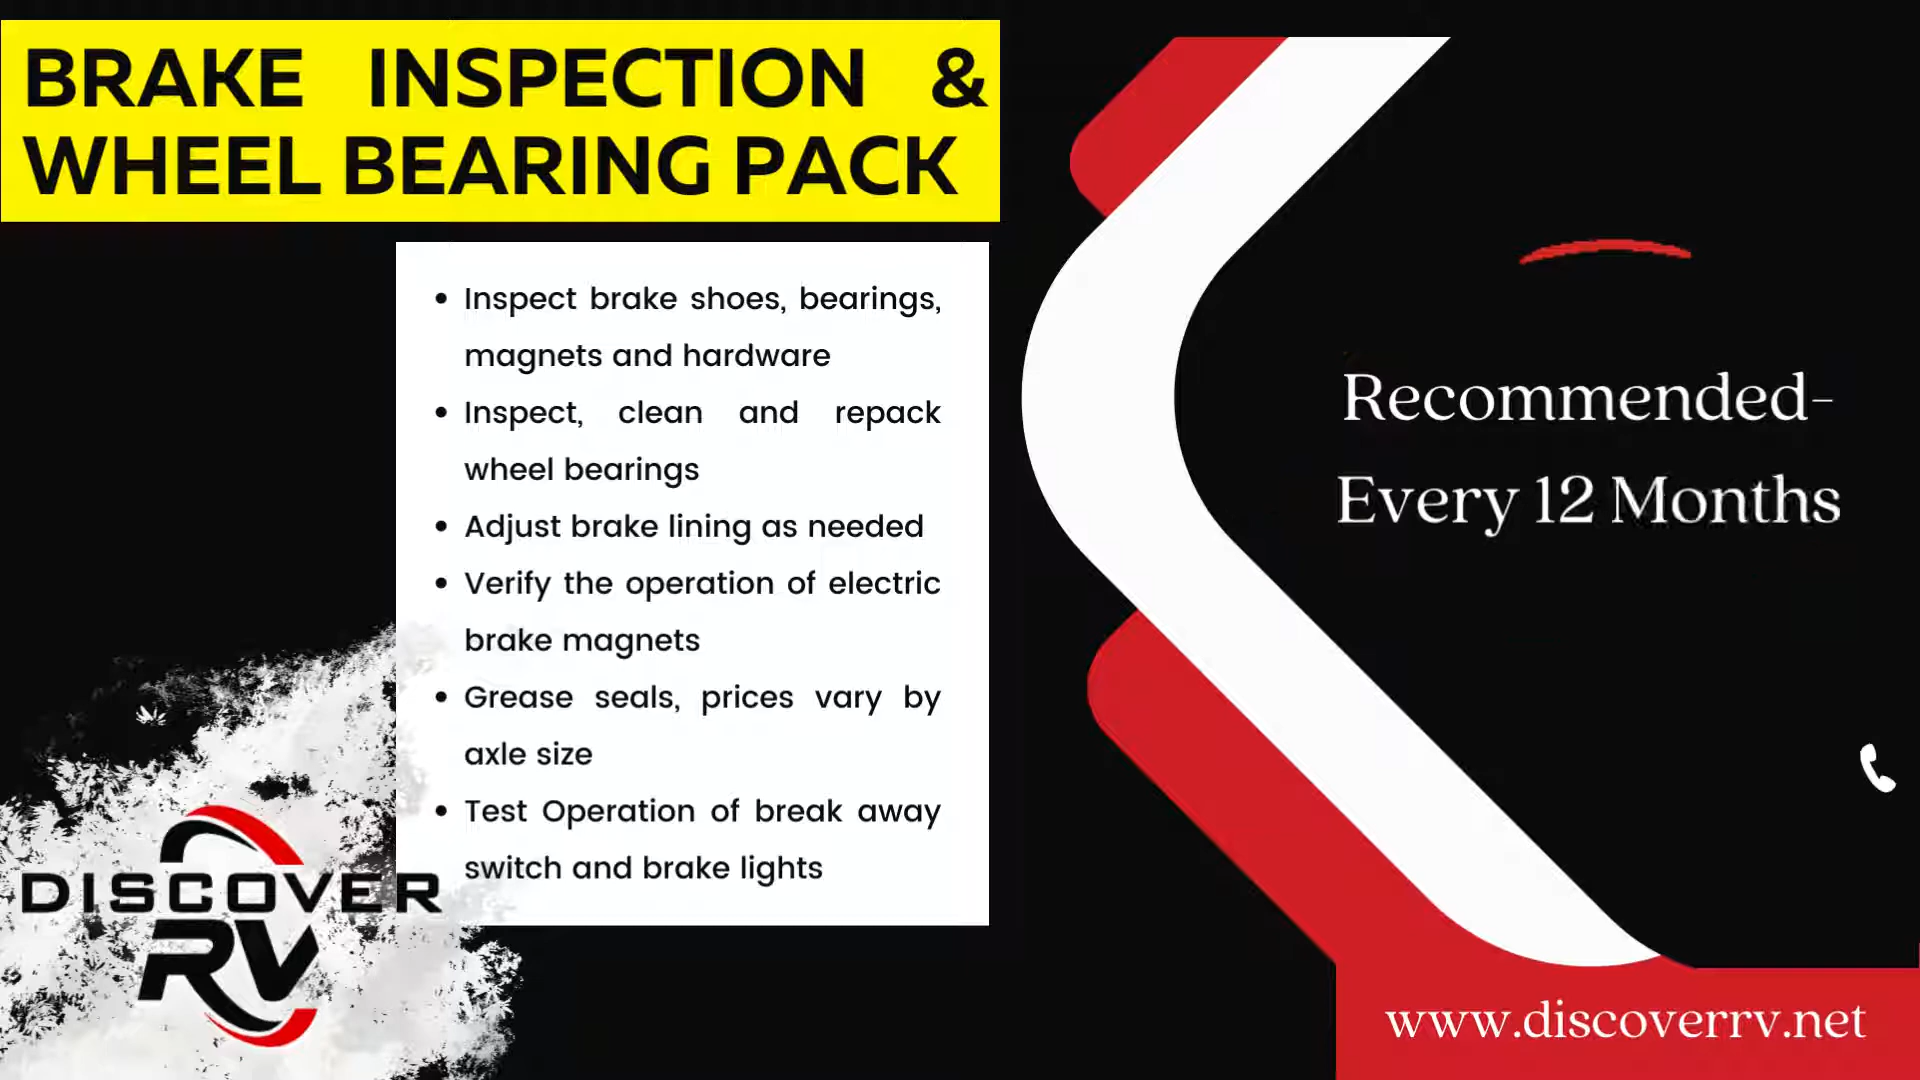 BRAKE INSPECTION &
WHEEL BEARING PACK
• Inspect brake shoes, bearings,
magnets and hardware
• Inspect, clean and repack
wheel bearings
• Adjust brake lining as needed
• Verify the operation of electric
brake magnets
• Grease seals, prices vary by
axle size
• Test Operation of break away
switch and brake lights
DISCOVER
RV
Recommended-
Every 12 Months
www.discoverrv.net